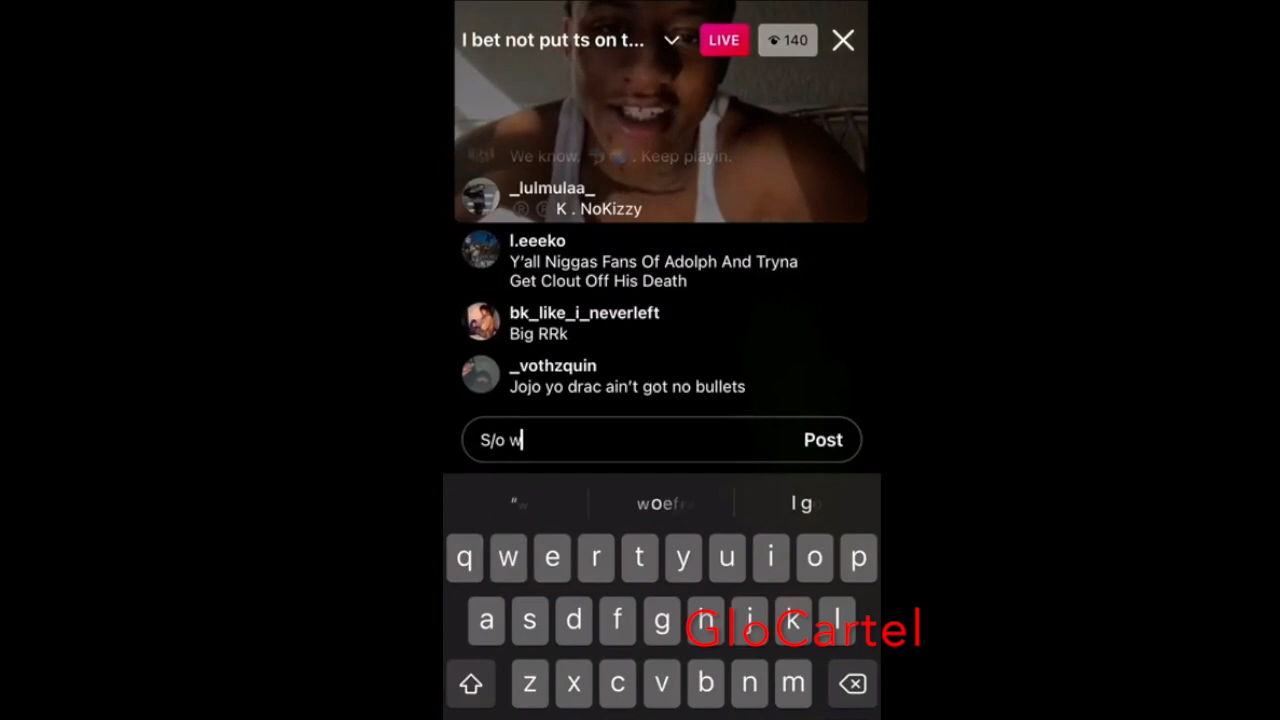 I bet not put ts on t...
LIVE
140
We know. . Keep playin.
_lulmulaa_
® ® K . NoKizzy
l.eeeko
Y'all Niggas Fans Of Adolph And Tryna
Get Clout Off His Death
bk_like_i_neverleft
Big RRk
_vothzquin
Jojo yo drac ain't got no bullets
S/o w
Post
I g
q w e r t y u i o p
a s d f g h j k l
GloCartel
z x c v b n m